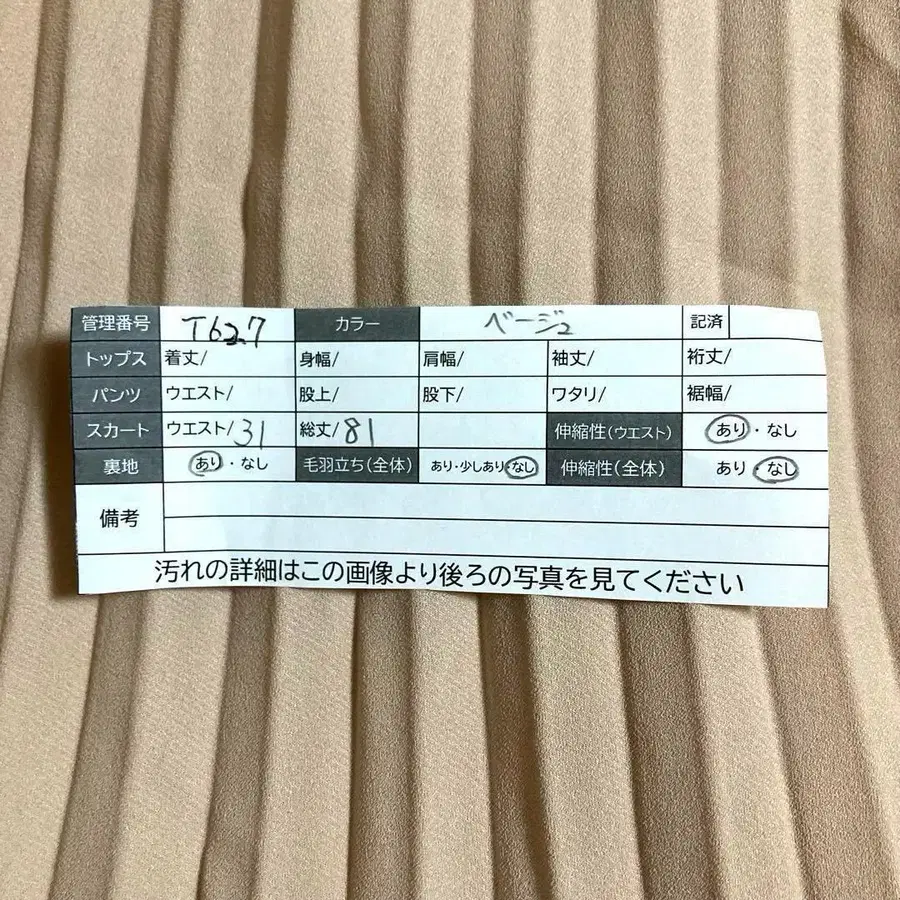 管理番号 T627 カラー ベージュ 記済
トップス 着丈/ 身幅/ 肩幅/ 袖丈/ 裄丈/
パンツ ウエスト/ 股上/ 股下/ ワタリ/ 裾幅/
スカート ウエスト/31 総丈/81 伸縮性(ウエスト) あり・なし
裏地 あり・なし 毛羽立ち(全体) あり・少しあり・なし 伸縮性(全体) あり・なし
備考
汚れの詳細はこの画像より後ろの写真を見てください